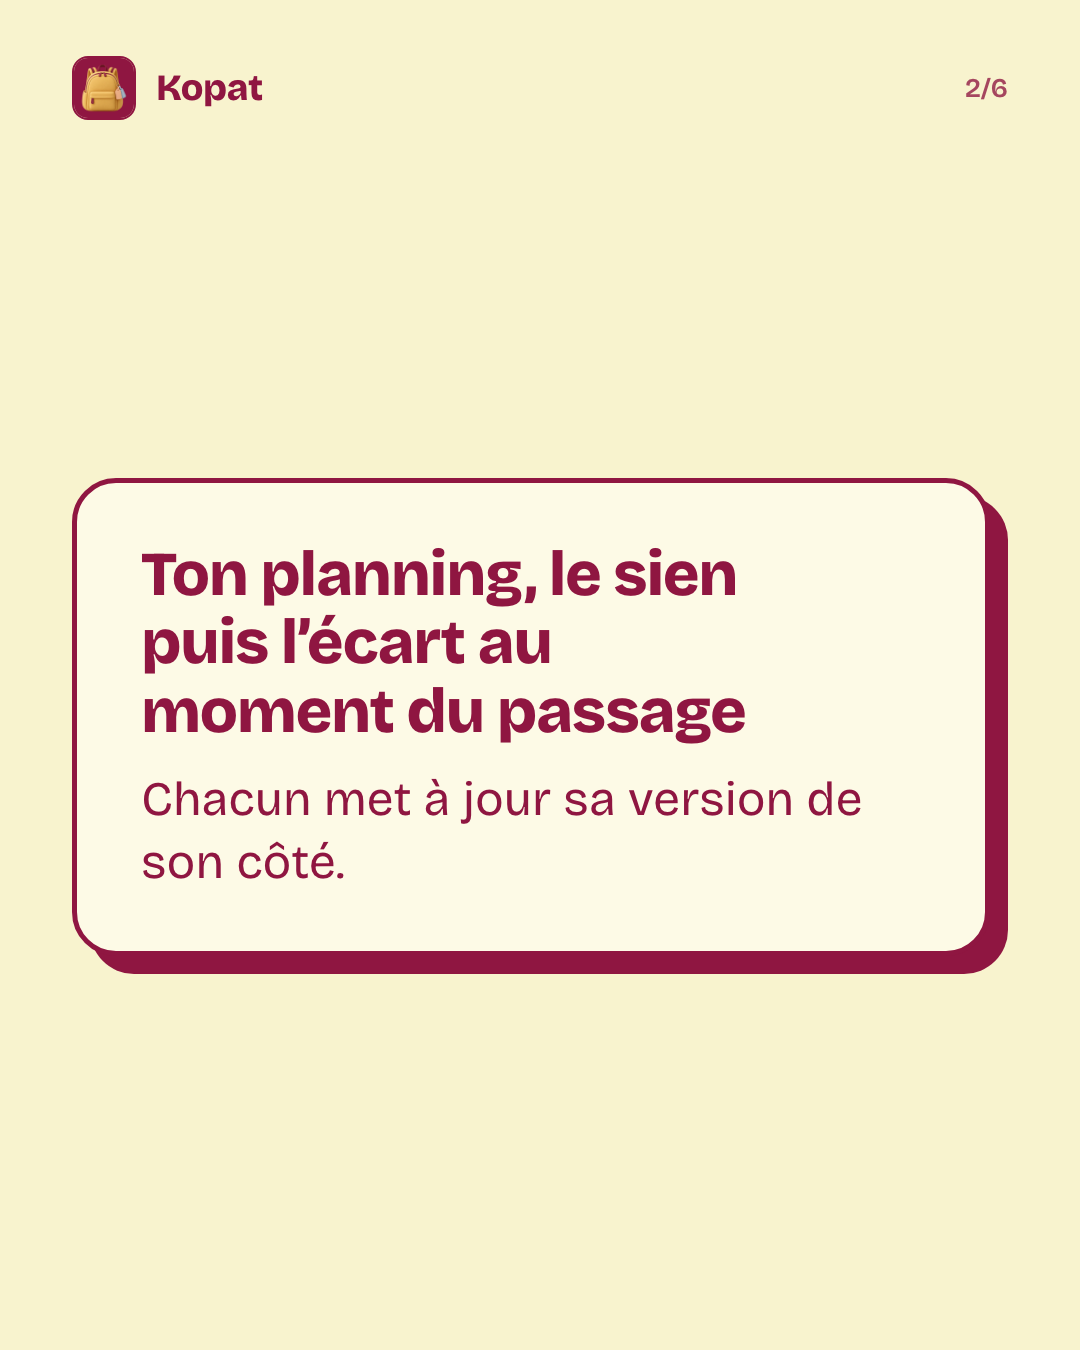 Kopat
2/6
Ton planning, le sien
puis l’écart au
moment du passage
Chacun met à jour sa version de
son côté.